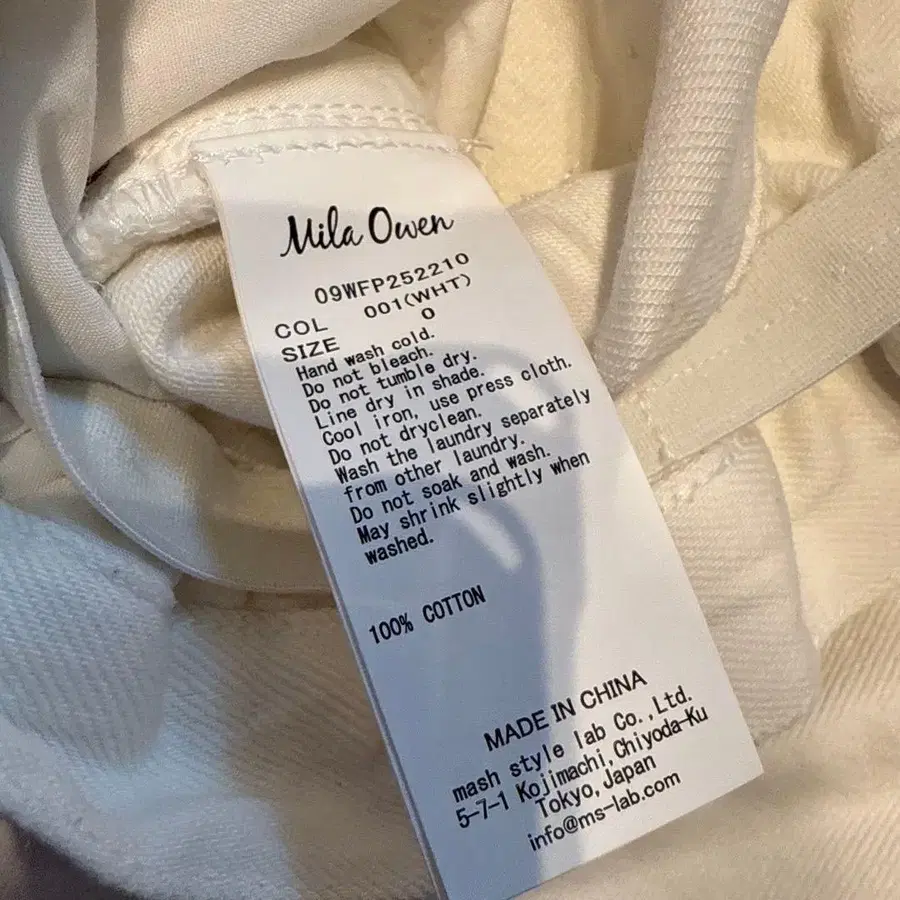 Mila Owen
09WFP252210
COL 001(WHT)
SIZE 0
Hand wash cold.
Do not bleach.
Do not tumble dry.
Line dry in shade.
Cool iron, use press cloth.
Do not dryclean.
Wash the laundry separately
from other laundry.
Do not soak and wash.
May shrink slightly when
washed.
100% COTTON
MADE IN CHINA
mash style lab Co.,Ltd.
5-7-1 Kojimachi,Chiyoda-Ku
Tokyo,Japan
info@ms-lab.com